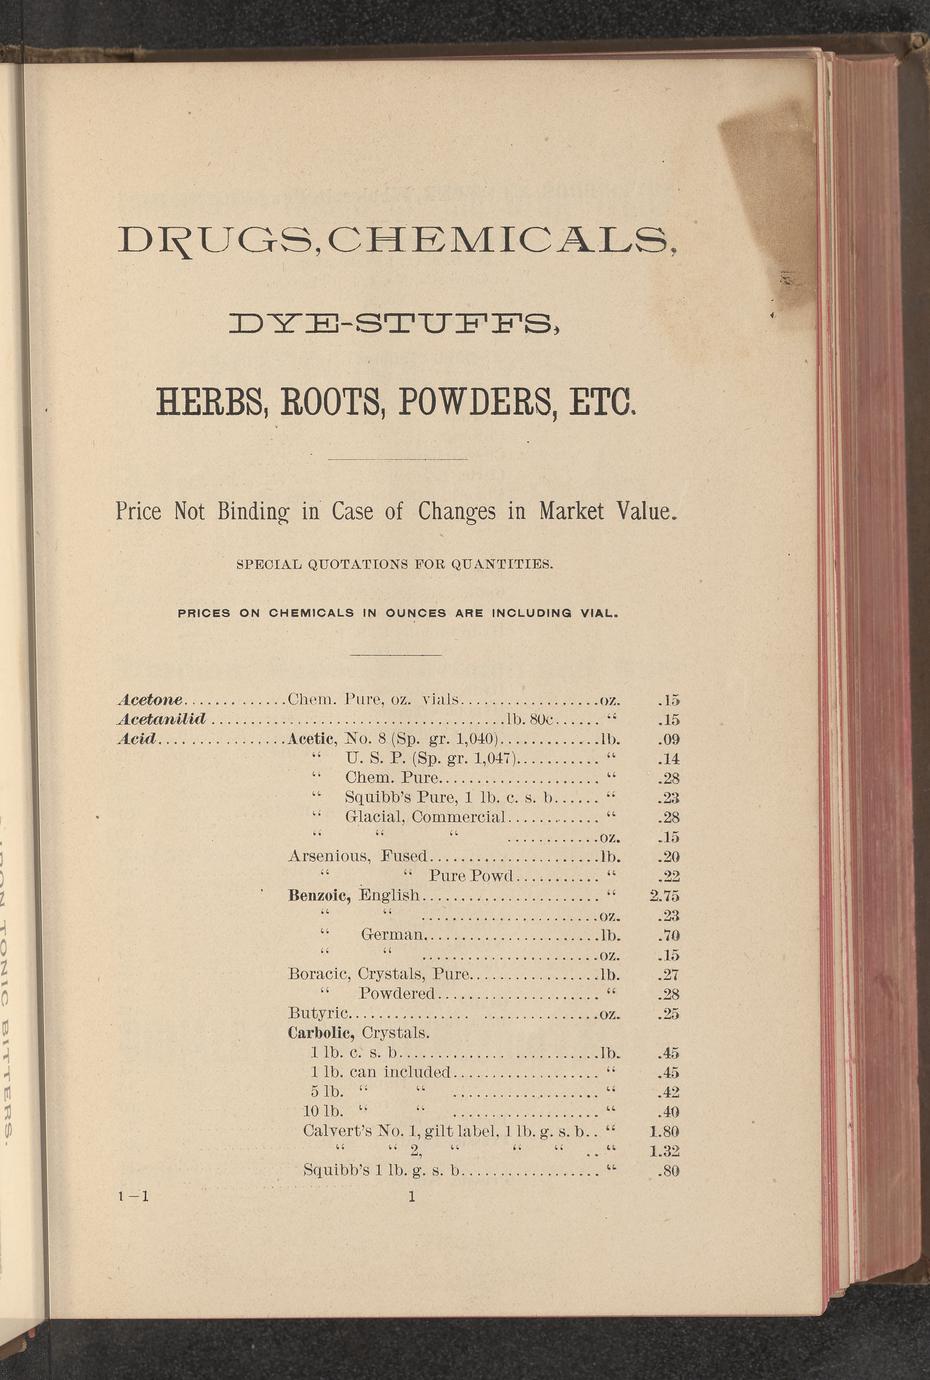 DRUGS, CHEMICALS,
DYE-STUFFS,
HERBS, ROOTS, POWDERS, ETC.
Price Not Binding in Case of Changes in Market Value.
SPECIAL QUOTATIONS FOR QUANTITIES.
PRICES ON CHEMICALS IN OUNCES ARE INCLUDING VIAL.
Acetone.............Chem. Pure, oz. vials..................oz. .15
Acetanilid ......................................lb. 80c...... “ .15
Acid................Acetic, No. 8 (Sp. gr. 1,040).............lb. .09
“ U. S. P. (Sp. gr. 1,047)........... “ .14
“ Chem. Pure..................... “ .28
“ Squibb's Pure, 1 lb. c. s. b...... “ .23
“ Glacial, Commercial............ “ .28
“ “ “ ............oz. .15
Arsenious, Fused......................lb. .20
“ “ Pure Powd........... “ .22
Benzoic, English....................... “ 2.75
“ “ .......................oz. .23
“ German.......................lb. .70
“ “ .......................oz. .15
Boracic, Crystals, Pure.................lb. .27
“ Powdered..................... “ .28
Butyric................ ...............oz. .25
Carbolic, Crystals.
1 lb. c. s. b.............. ...........lb. .45
1 lb. can included................... “ .45
5 lb. “ “ ................... “ .42
10 lb. “ “ ................... “ .40
Calvert's No. 1, gilt label, 1 lb. g. s. b.. “ 1.80
“ “ 2, “ “ “ .. “ 1.32
Squibb's 1 lb. g. s. b.................. “ .80
1—1 1
IRON TONIC BITTERS.